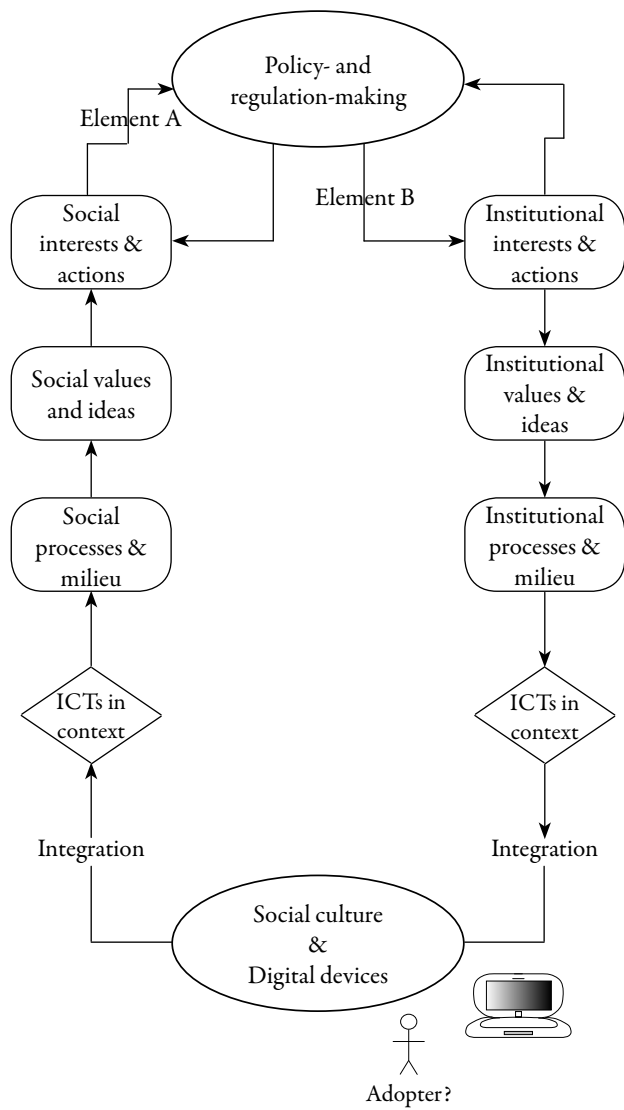 Policy- and
regulation-making
Element A
Element B
Social
interests &
actions
Institutional
interests &
actions
Social values
and ideas
Institutional
values &
ideas
Social
processes &
milieu
Institutional
processes &
milieu
ICTs in
context
ICTs in
context
Integration
Integration
Social culture
&
Digital devices
Adopter?